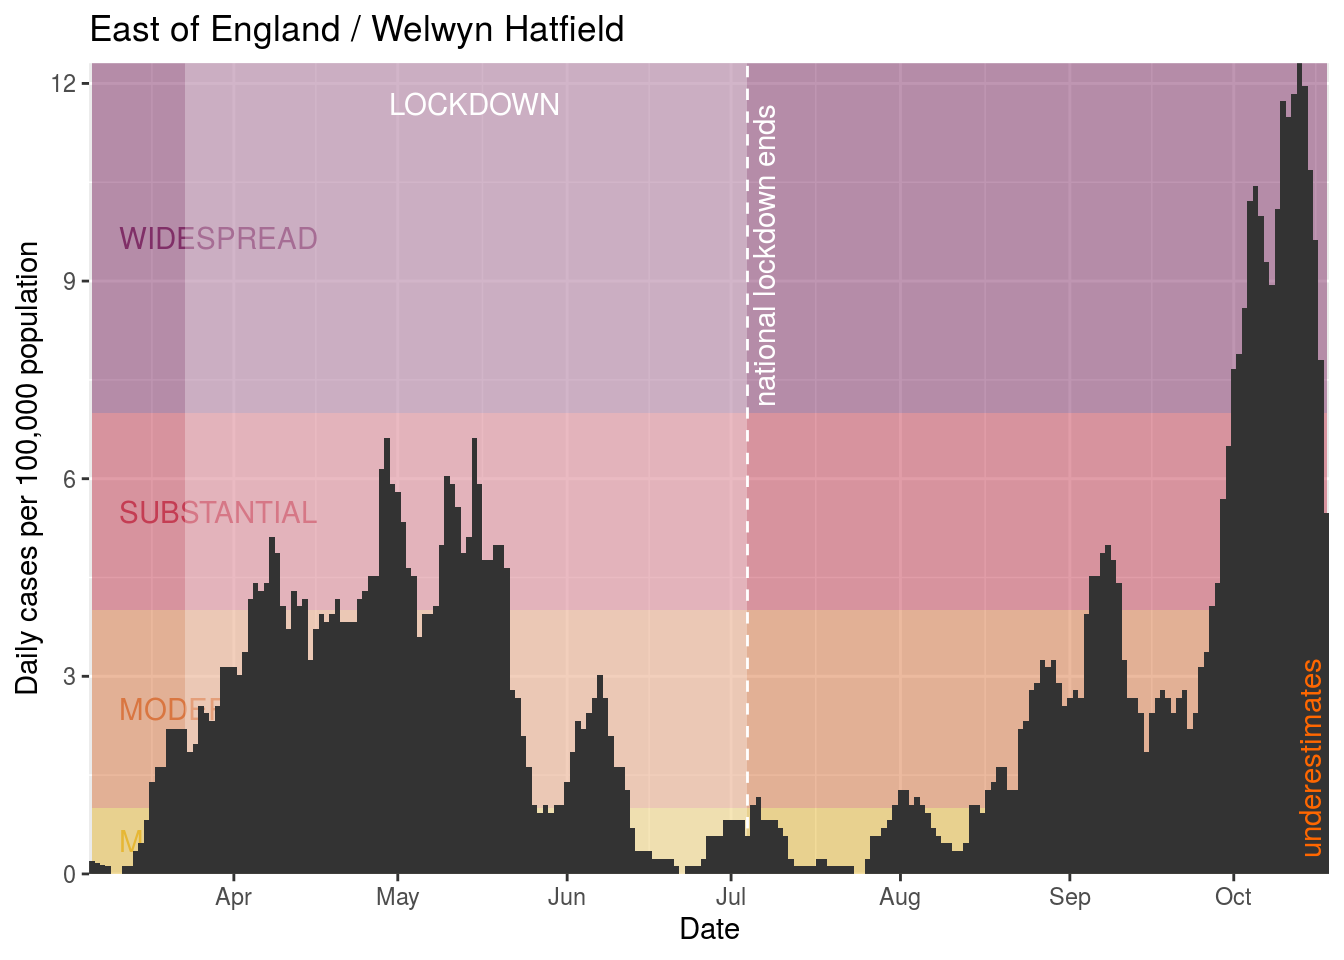 East of England / Welwyn Hatfield
LOCKDOWN
national lockdown ends
WIDESPREAD
SUBSTANTIAL
underestimates
Daily cases per 100,000 population
12
9
6
3
0
Apr
May
Jun
Jul
Aug
Sep
Oct
Date